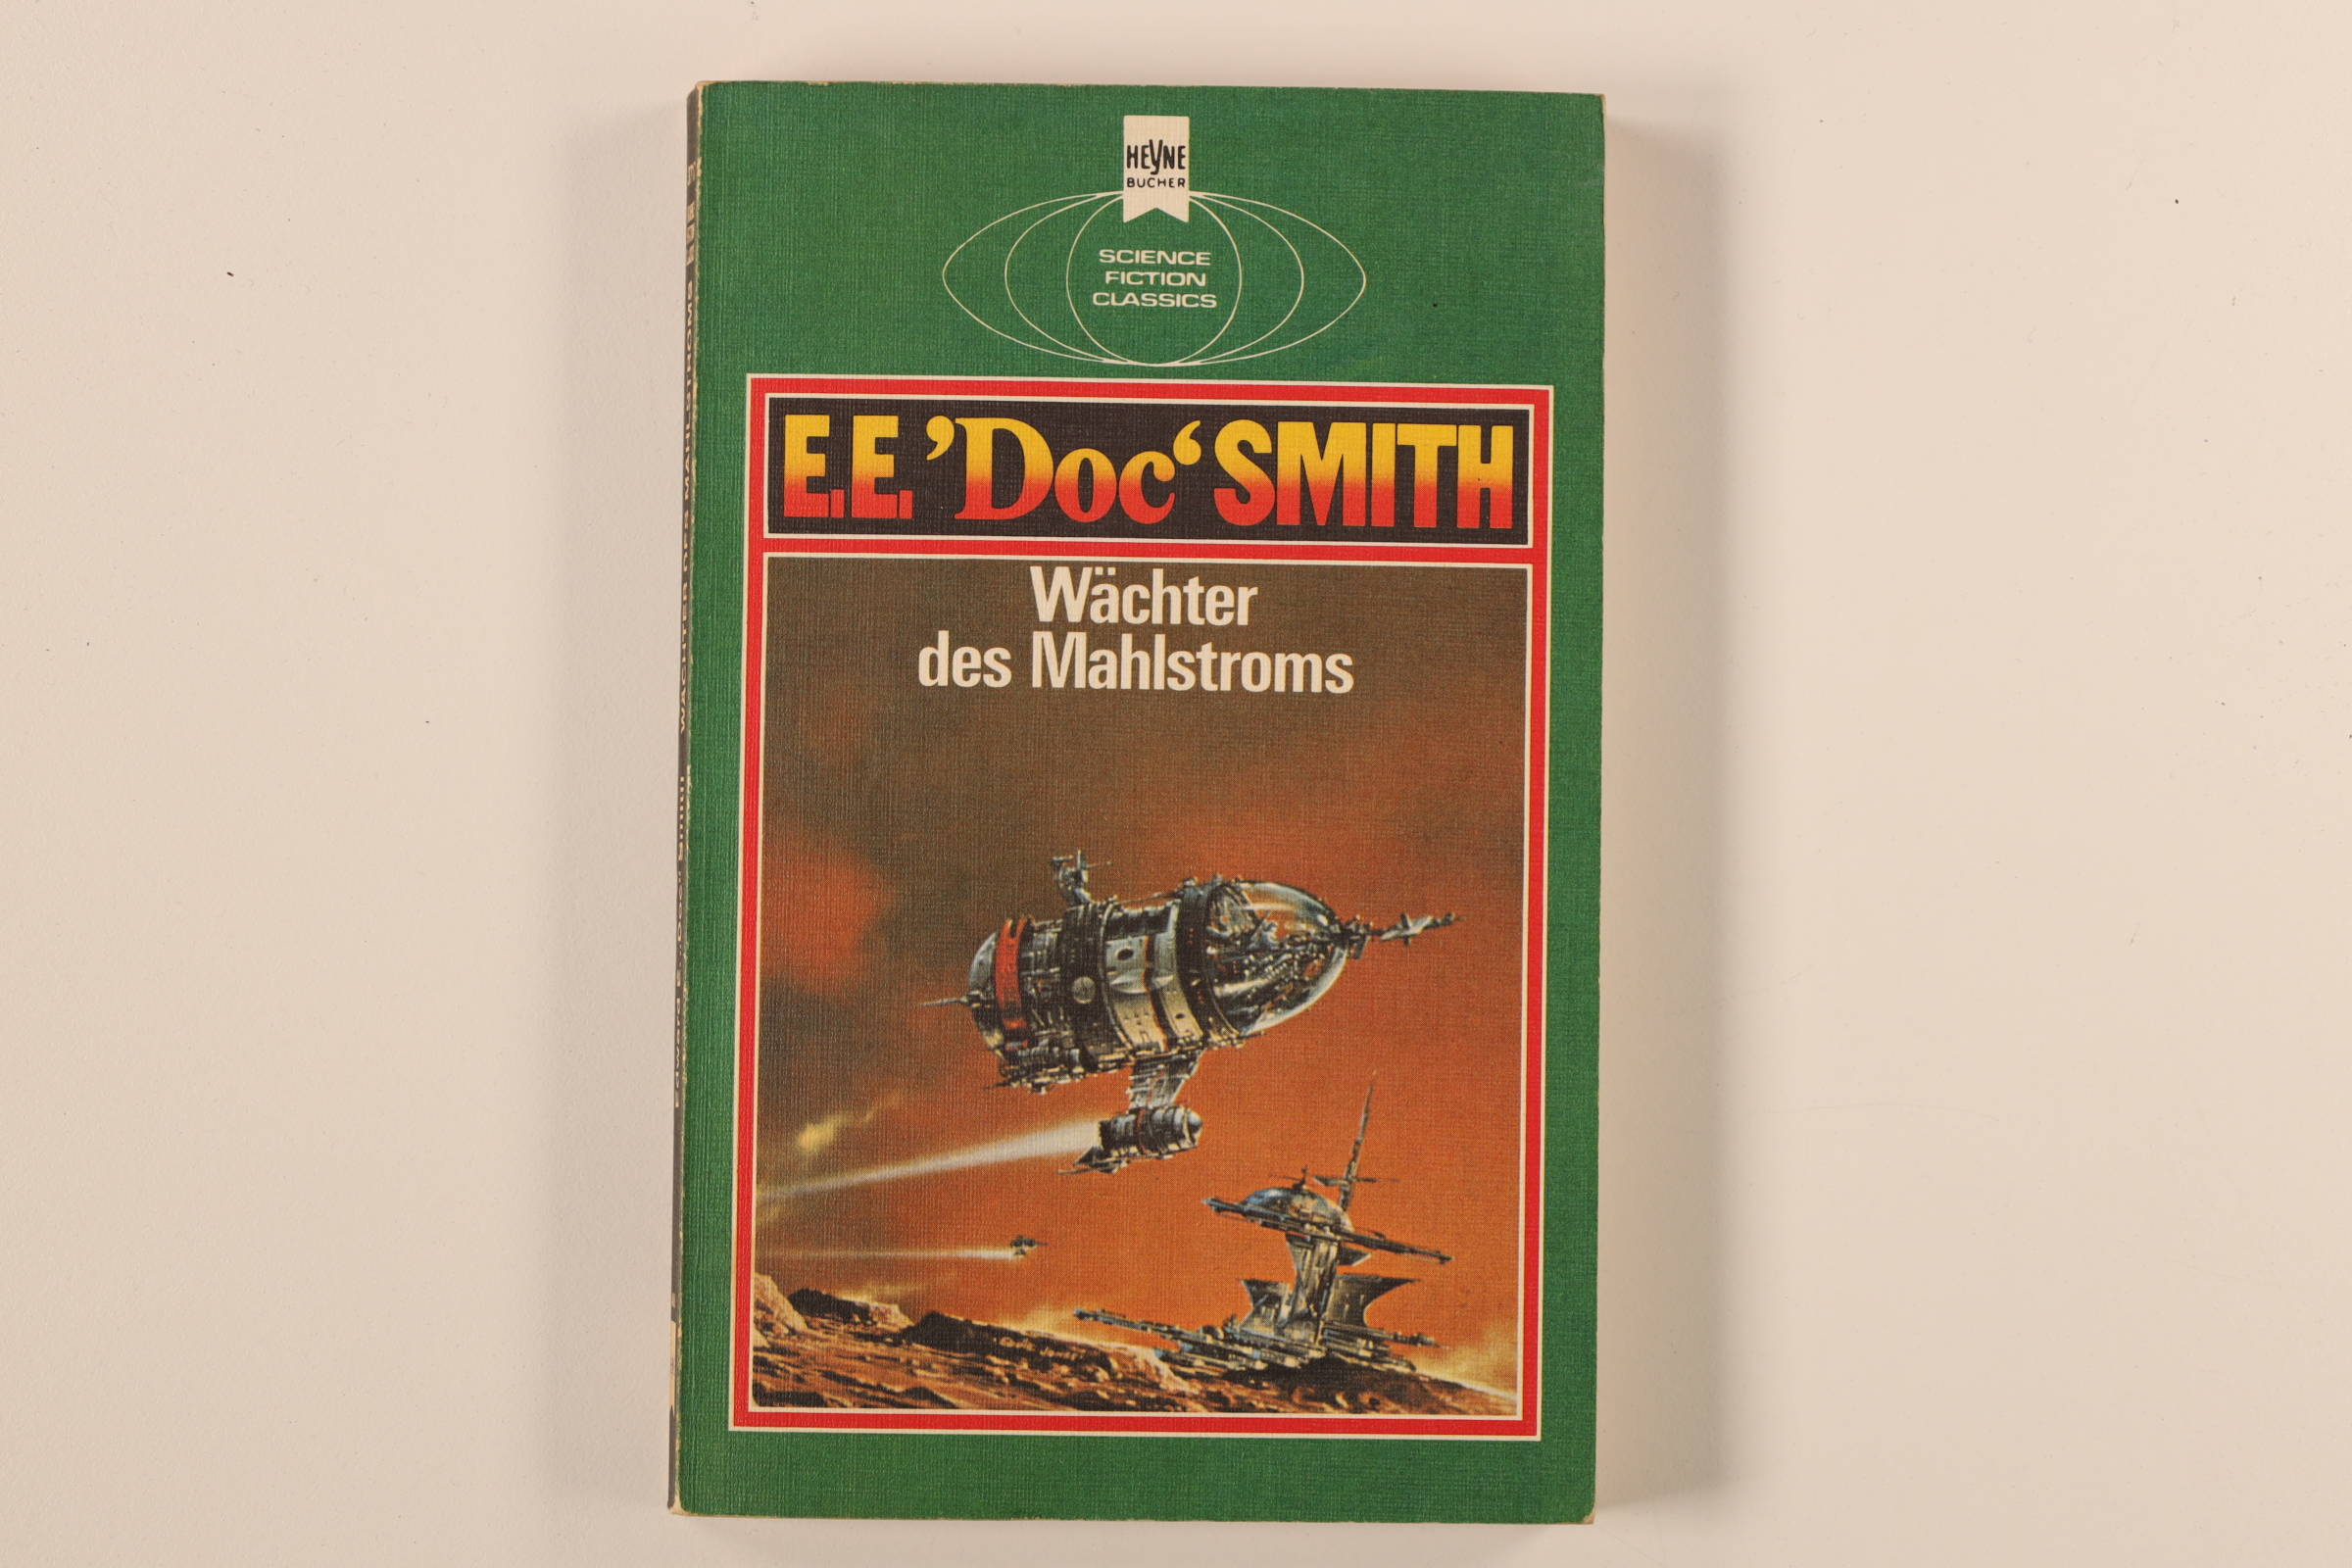 HEYNE
BÜCHER
SCIENCE
FICTION
CLASSICS
E.E. ’Doc‘ SMITH
Wächter
des Mahlstroms